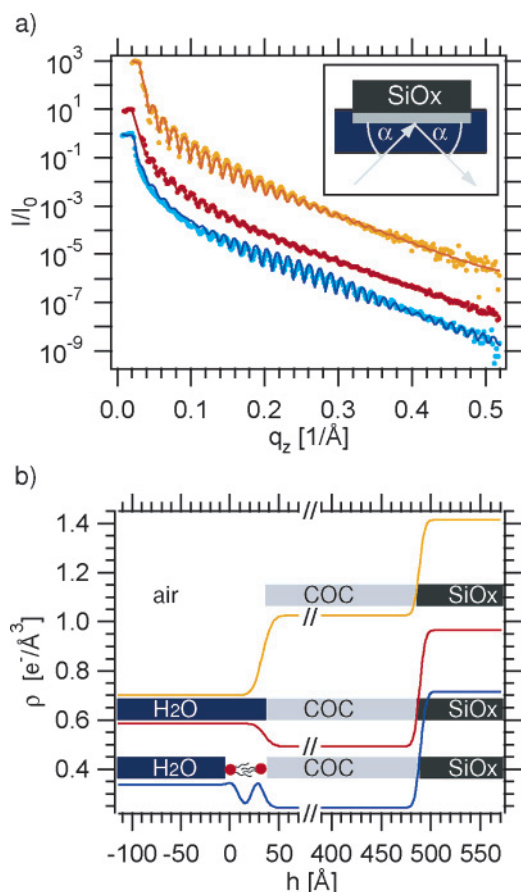 a)
10³
10¹
10⁻¹
10⁻³
10⁻⁵
10⁻⁷
10⁻⁹
I/I₀
SiOx
α α
0.0 0.1 0.2 0.3 0.4 0.5
q_z [1/Å]
b)
1.4
1.2
1.0
0.8
0.6
0.4
ρ [e⁻/Å³]
//
air COC SiOx
//
H2O COC SiOx
//
H2O COC SiOx
//
-100 -50 0 50 400 450 500 550
//
h [Å]